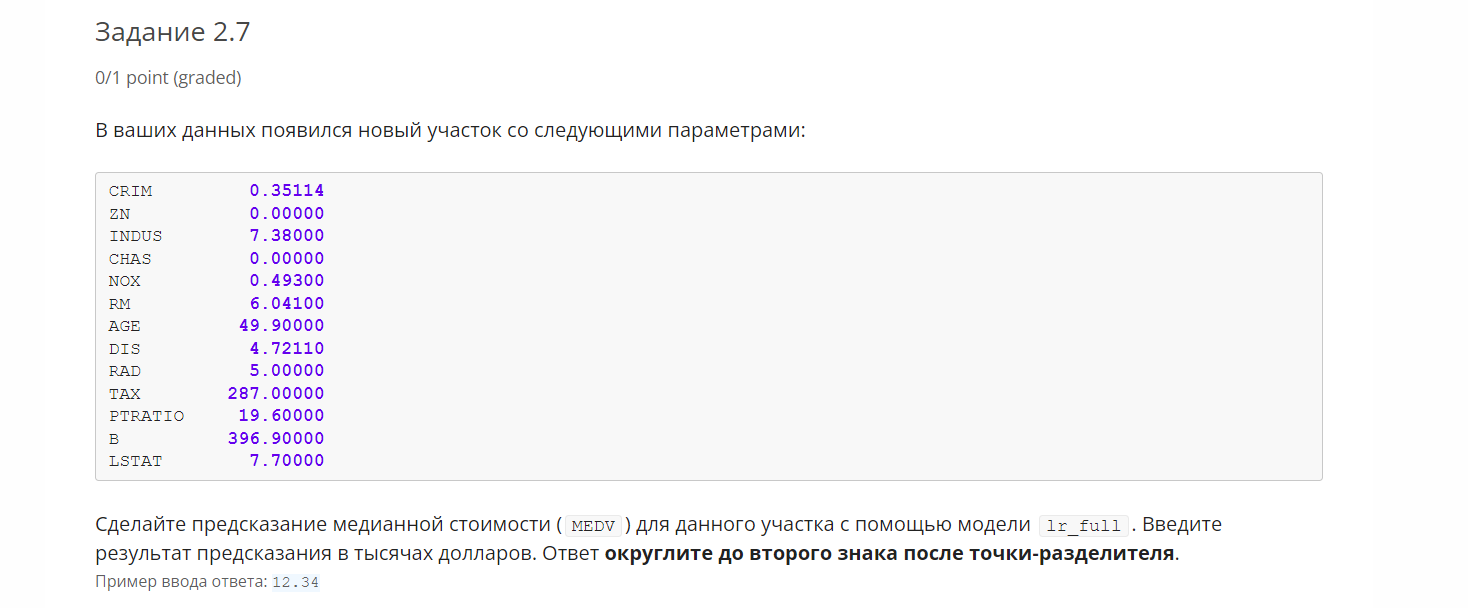 Задание 2.7
0/1 point (graded)
В ваших данных появился новый участок со следующими параметрами:
CRIM 0.35114
ZN 0.00000
INDUS 7.38000
CHAS 0.00000
NOX 0.49300
RM 6.04100
AGE 49.90000
DIS 4.72110
RAD 5.00000
TAX 287.00000
PTRATIO 19.60000
B 396.90000
LSTAT 7.70000
Сделайте предсказание медианной стоимости ( MEDV ) для данного участка с помощью модели lr_full . Введите
результат предсказания в тысячах долларов. Ответ округлите до второго знака после точки-разделителя.
Пример ввода ответа: 12.34